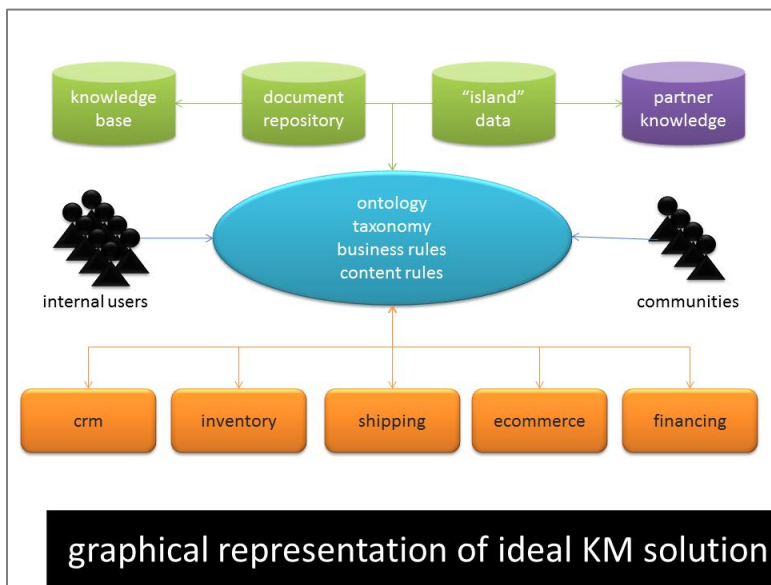 knowledge
base
document
repository
“island”
data
partner
knowledge
ontology
taxonomy
business rules
content rules
internal users
communities
crm
inventory
shipping
ecommerce
financing
graphical representation of ideal KM solution